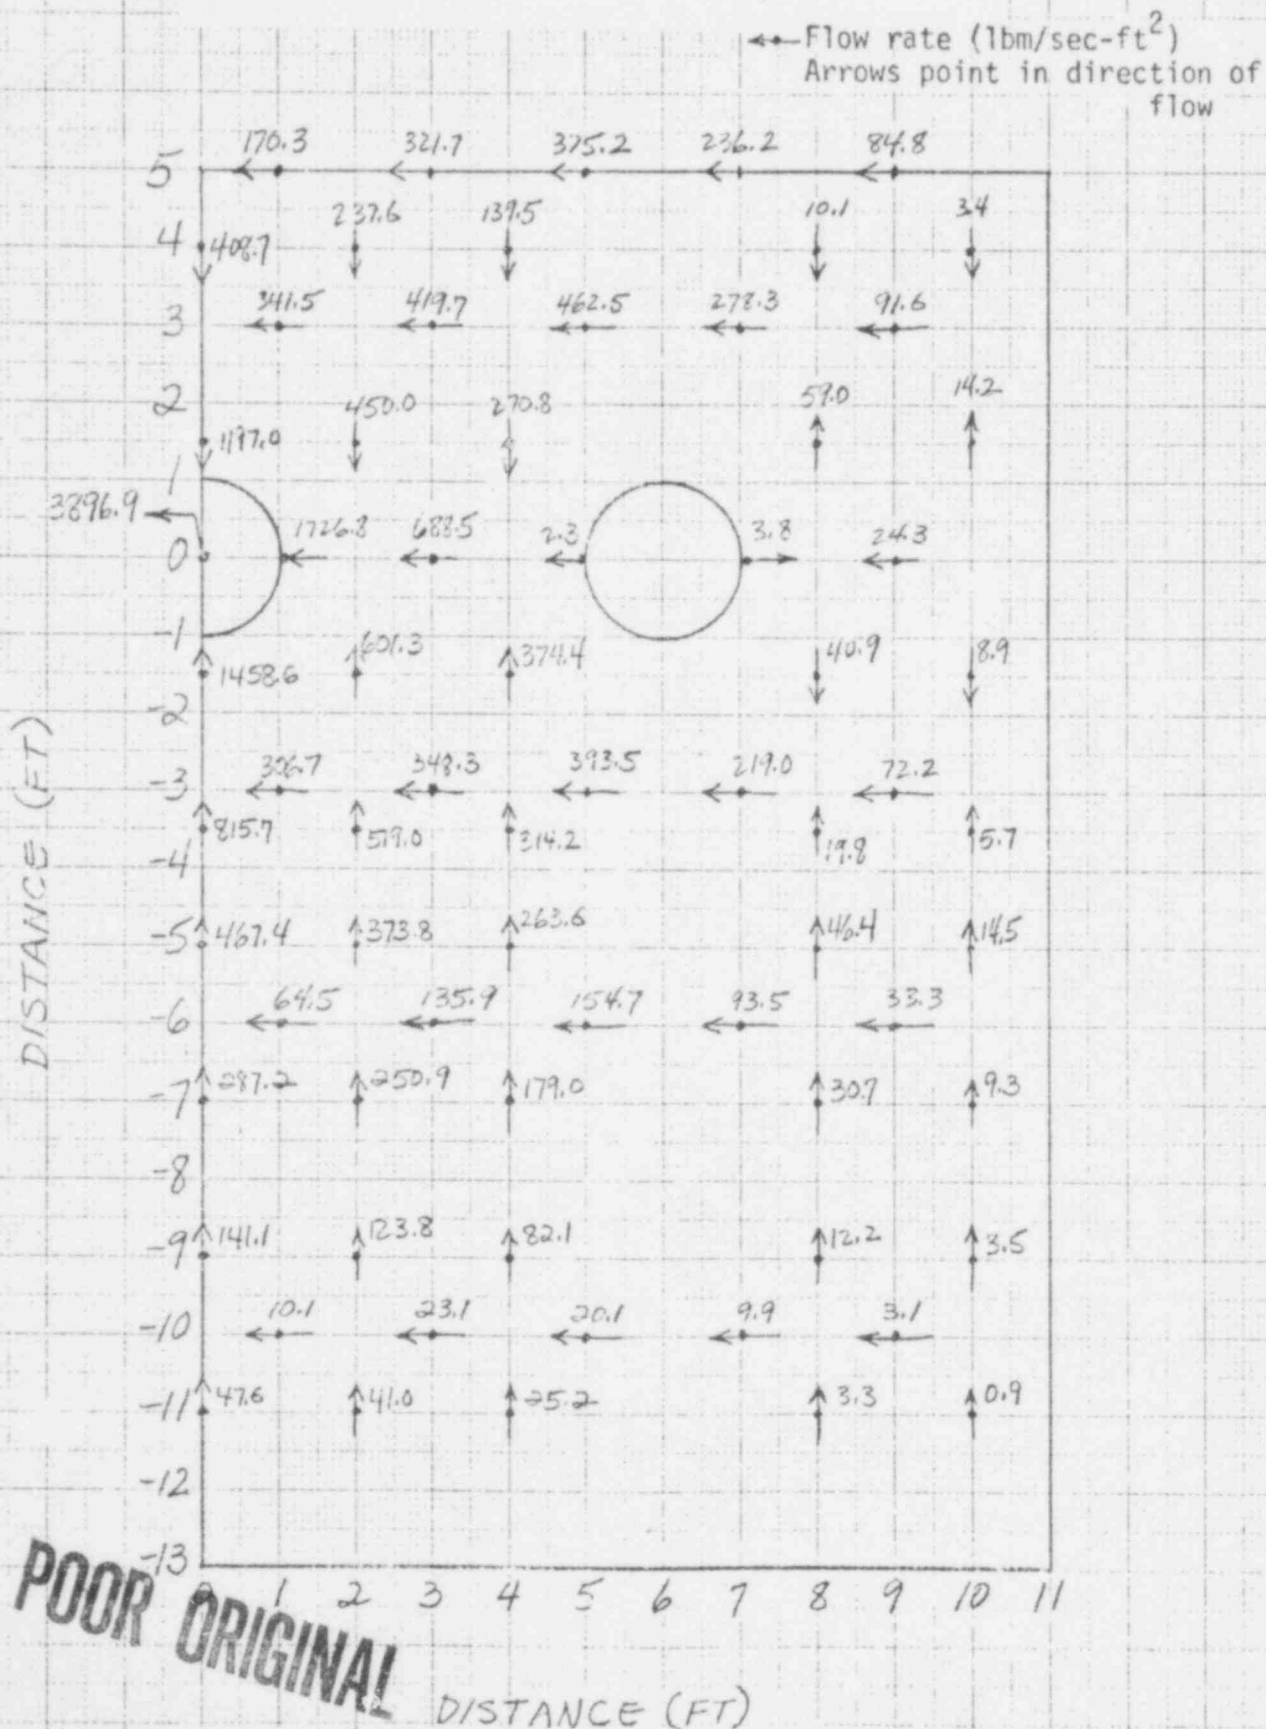 Flow rate (lbm/sec-ft2)
Arrows point in direction of
flow
170.3 321.7 375.2 236.2 84.8
5
237.6 139.5 10.1 3.4
4 408.7
341.5 419.7 462.5 278.3 91.6
3
2 450.0 270.8 59.0 14.2
1197.0
1
3896.9
1726.8 688.5 2.3 3.8 24.3
0
-1
601.3 374.4 40.9 8.9
1458.6
-2
306.7 348.3 393.5 219.0 72.2
-3
815.7 579.0 314.2 19.8 5.7
-4
-5 467.4 373.8 263.6 46.4 14.5
64.5 135.9 154.7 93.5 33.3
-6
-7 287.2 250.9 179.0 30.7 9.3
-8
-9 141.1 123.8 82.1 12.2 3.5
10.1 23.1 20.1 9.9 3.1
-10
-11 47.6 41.0 25.2 3.3 0.9
-12
-13
0 1 2 3 4 5 6 7 8 9 10 11
DISTANCE (FT)
DISTANCE (FT)
POOR ORIGINAL